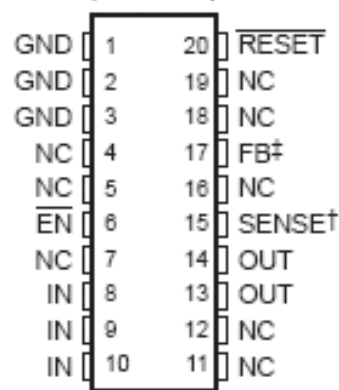 GND 1 20 RESET
GND 2 19 NC
GND 3 18 NC
NC 4 17 FB‡
NC 5 16 NC
EN 6 15 SENSE†
NC 7 14 OUT
IN 8 13 OUT
IN 9 12 NC
IN 10 11 NC